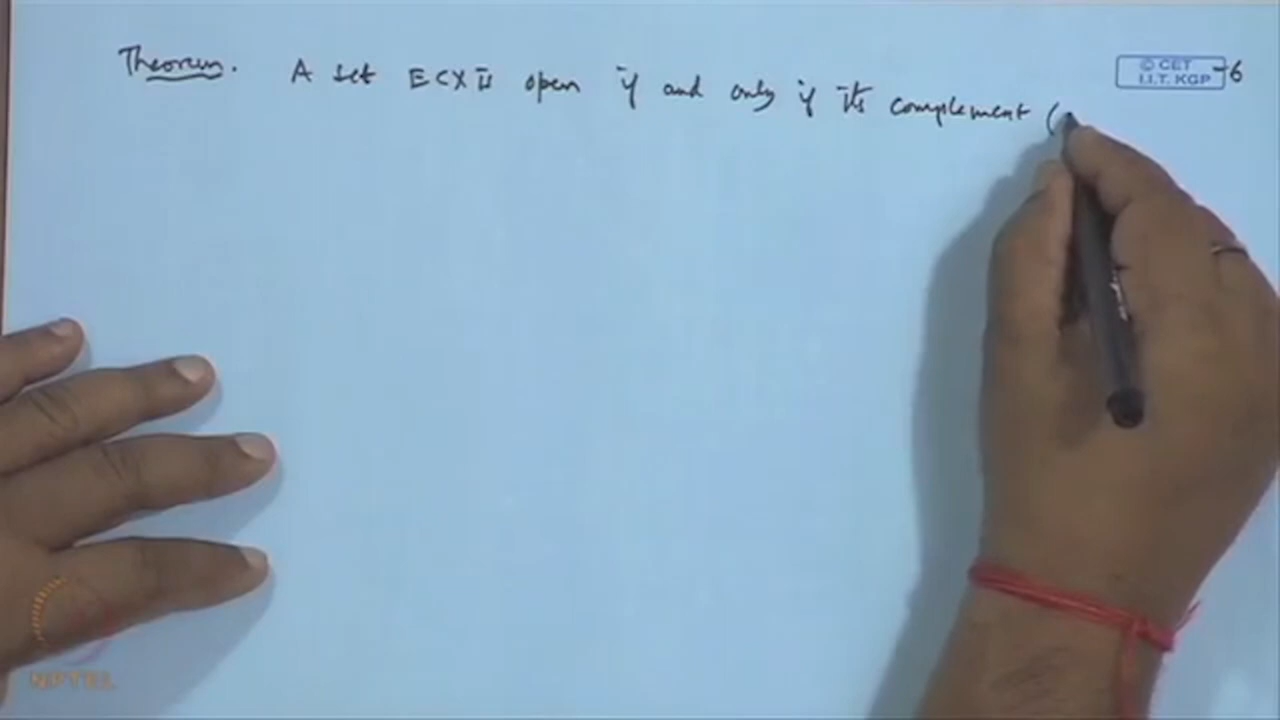 Theorem. A set E⊂X is open if and only if its complement (
© CET
I.I.T. KGP
-6
NPTEL